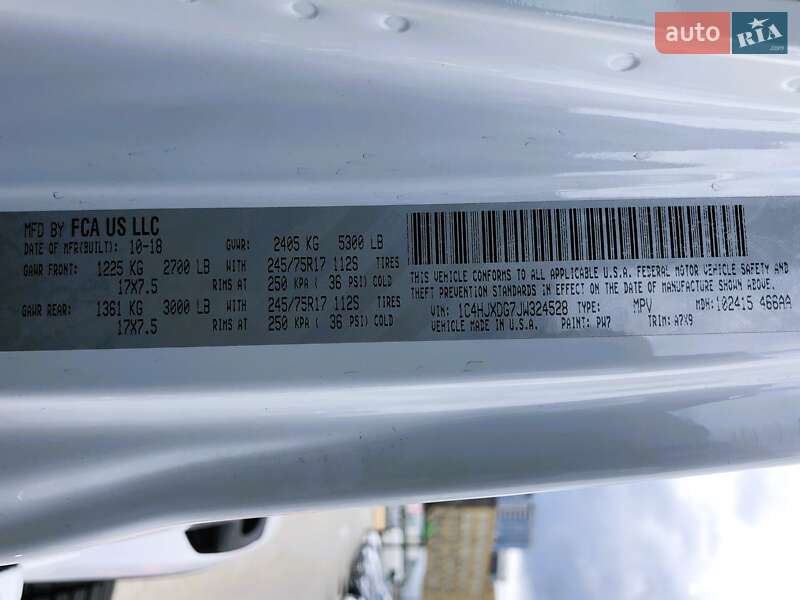 auto RIA.com
MFD BY FCA US LLC
DATE OF MFR(BUILT): 10-18 GVWR: 2405 KG 5300 LB
GAWR FRONT: 1225 KG 2700 LB WITH 245/75R17 112S TIRES
17X7.5 RIMS AT 250 KPA ( 36 PSI) COLD
GAWR REAR: 1361 KG 3000 LB WITH 245/75R17 112S TIRES
17X7.5 RIMS AT 250 KPA ( 36 PSI) COLD
THIS VEHICLE CONFORMS TO ALL APPLICABLE U.S.A. FEDERAL MOTOR VEHICLE SAFETY AND
THEFT PREVENTION STANDARDS IN EFFECT ON THE DATE OF MANUFACTURE SHOWN ABOVE.
VIN: 1C4HJXDG7JW324528 TYPE: MPV MDH: 102415 466AA
VEHICLE MADE IN U.S.A. PAINT: PW7 TRIM: A7X9